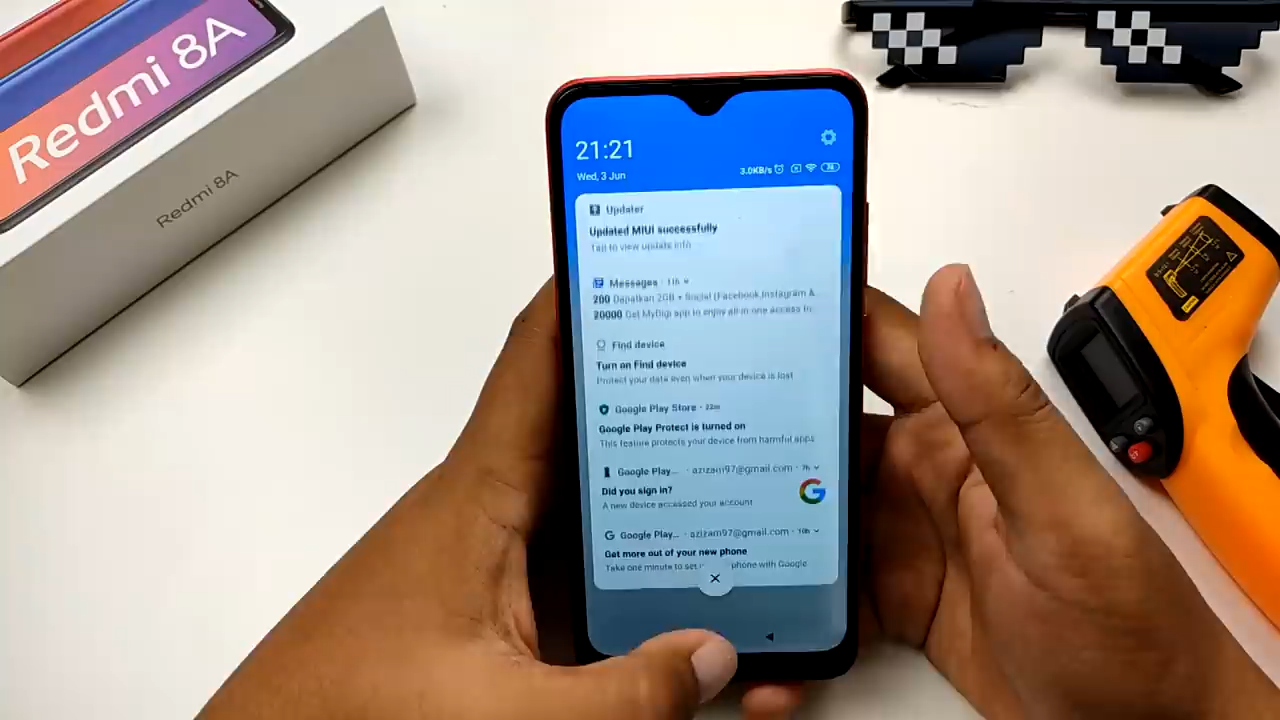 Redmi 8A
Redmi 8A
21:21
Wed, 3 Jun
3.0KB/s
Updater
Updated MIUI successfully
Tap to view update info
Messages · 11h
200 Dapatkan 2GB + Social (Facebook,Instagram &...
20000 Get MyDigi app to enjoy all in one access to...
Find device
Turn on Find device
Protect your data even when your device is lost
Google Play Store · 22m
Google Play Protect is turned on
This feature protects your device from harmful apps
Google Play... · azizam97@gmail.com · 7h
Did you sign in?
A new device accessed your account
G
Google Play... · azizam97@gmail.com · 10h
Get more out of your new phone
Take one minute to set phone with Google